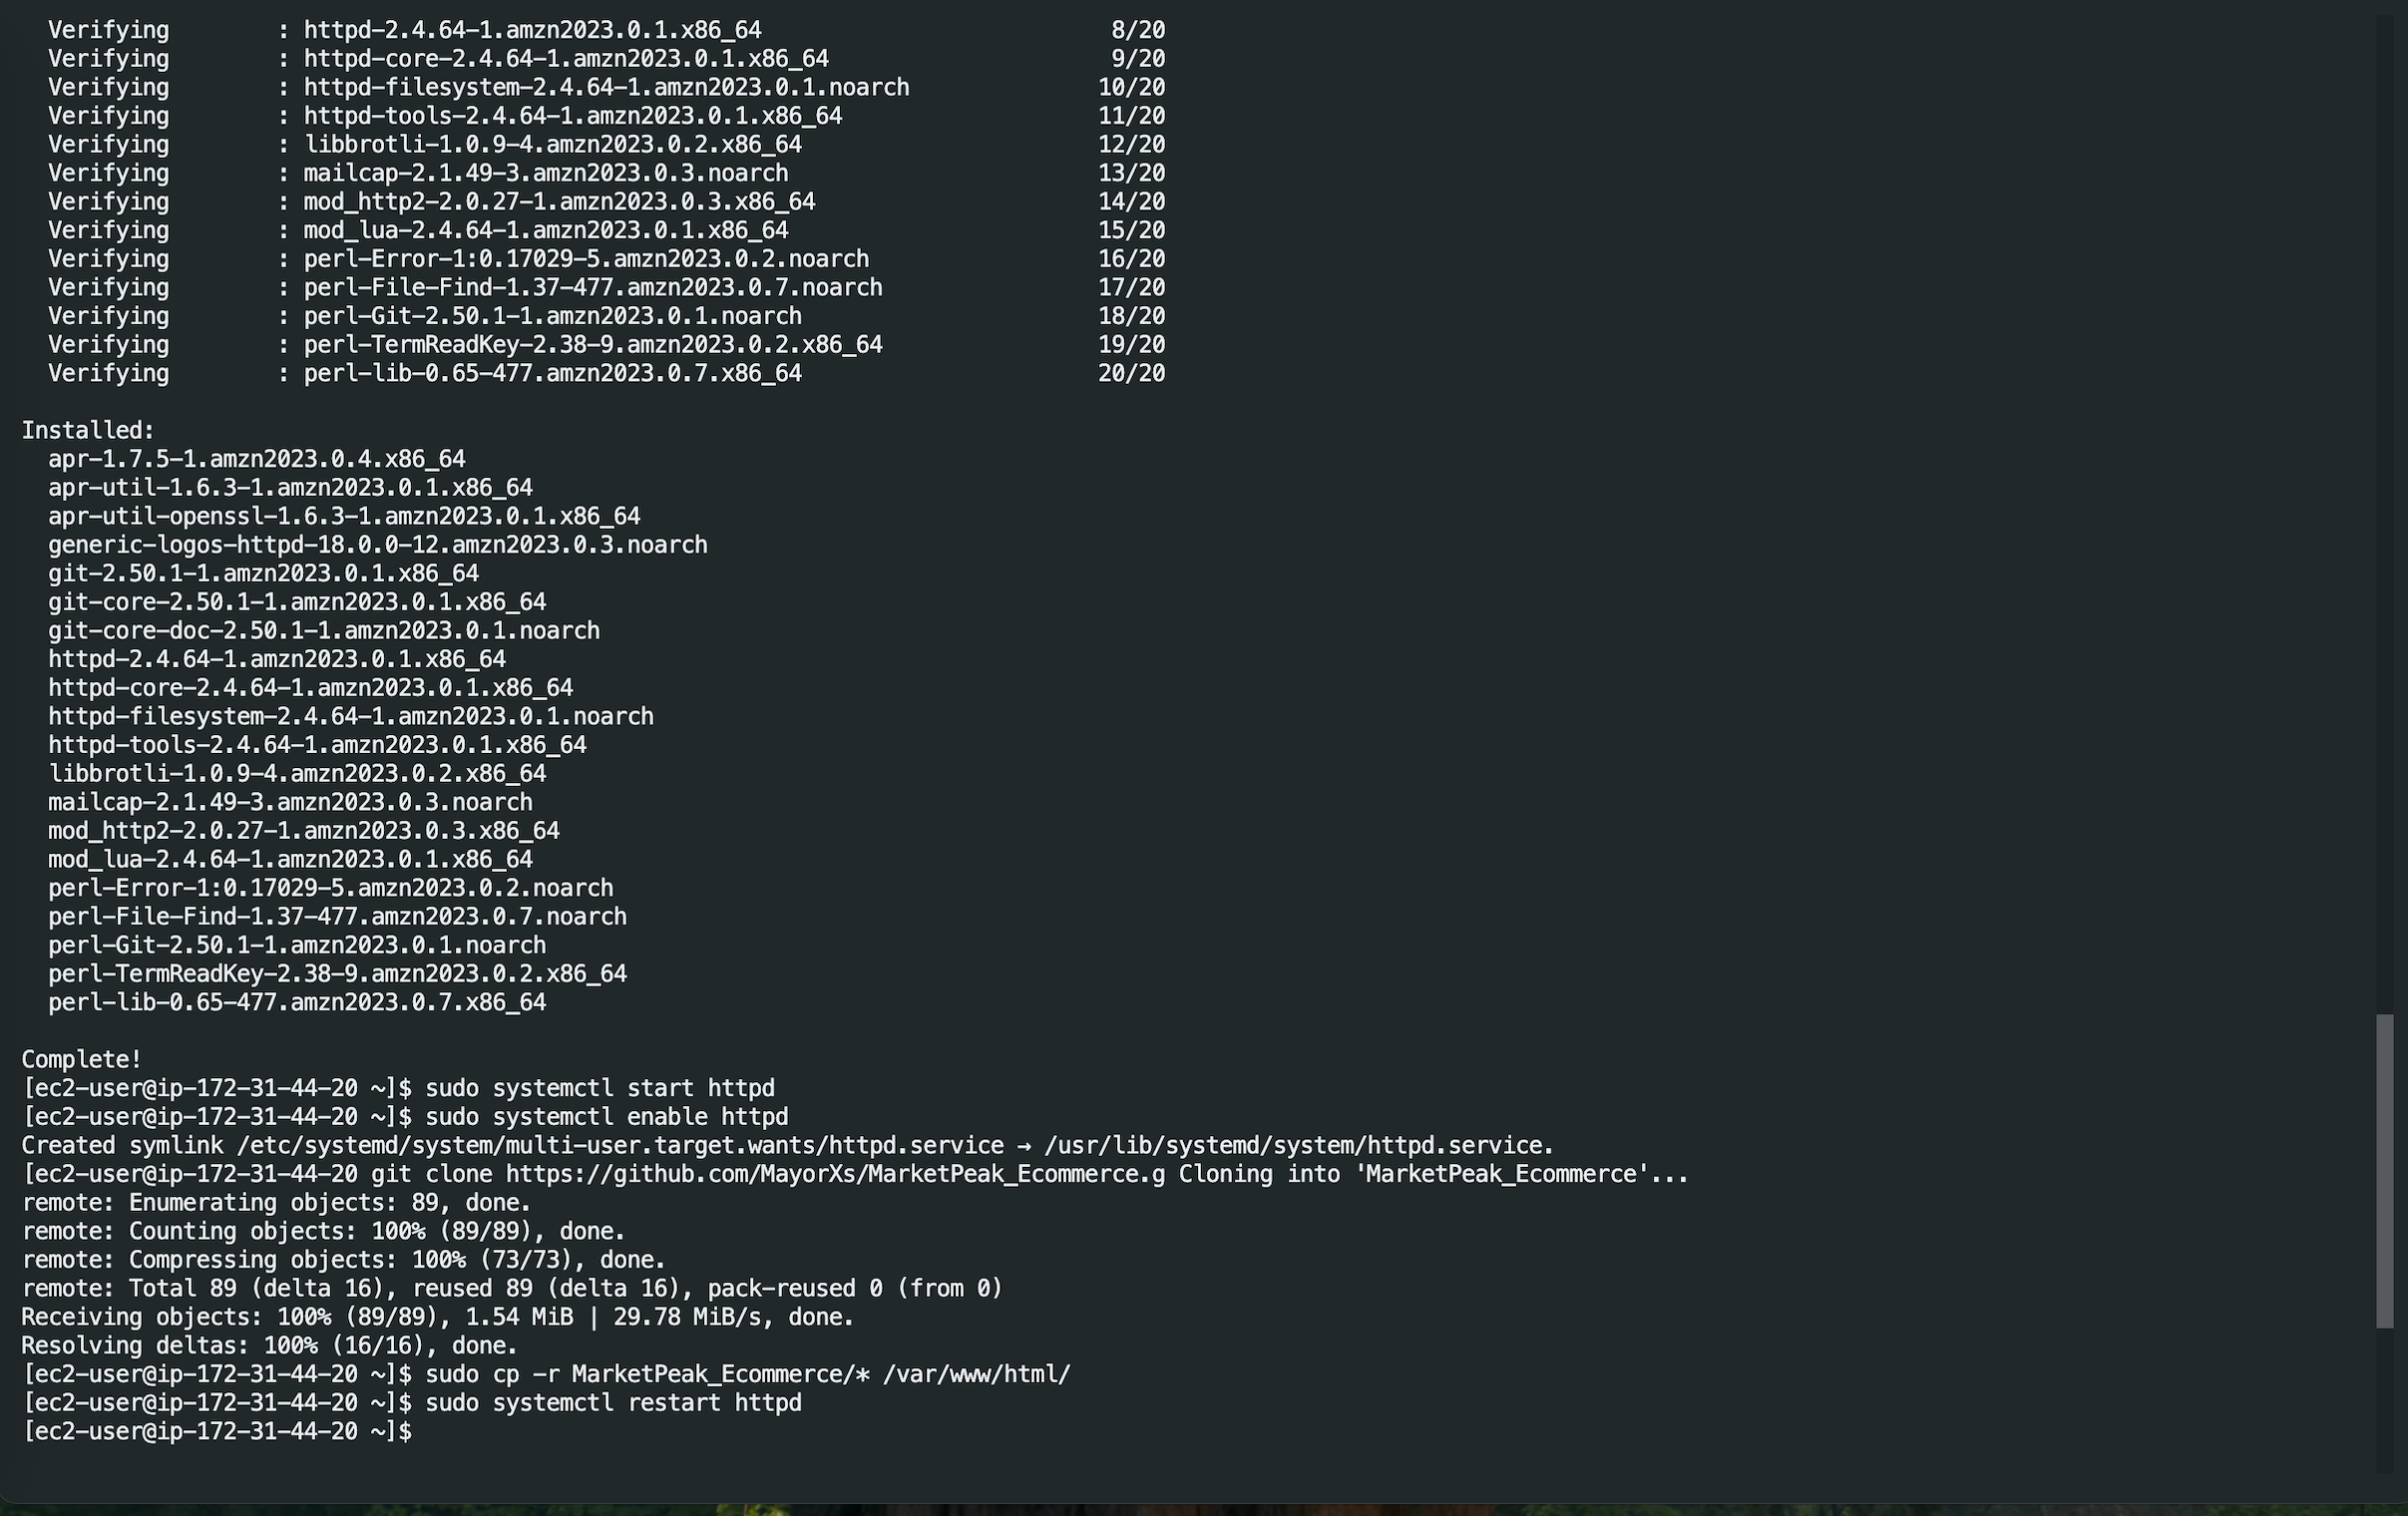 Verifying : httpd-2.4.64-1.amzn2023.0.1.x86_64 8/20
Verifying : httpd-core-2.4.64-1.amzn2023.0.1.x86_64 9/20
Verifying : httpd-filesystem-2.4.64-1.amzn2023.0.1.noarch 10/20
Verifying : httpd-tools-2.4.64-1.amzn2023.0.1.x86_64 11/20
Verifying : libbrotli-1.0.9-4.amzn2023.0.2.x86_64 12/20
Verifying : mailcap-2.1.49-3.amzn2023.0.3.noarch 13/20
Verifying : mod_http2-2.0.27-1.amzn2023.0.3.x86_64 14/20
Verifying : mod_lua-2.4.64-1.amzn2023.0.1.x86_64 15/20
Verifying : perl-Error-1:0.17029-5.amzn2023.0.2.noarch 16/20
Verifying : perl-File-Find-1.37-477.amzn2023.0.7.noarch 17/20
Verifying : perl-Git-2.50.1-1.amzn2023.0.1.noarch 18/20
Verifying : perl-TermReadKey-2.38-9.amzn2023.0.2.x86_64 19/20
Verifying : perl-lib-0.65-477.amzn2023.0.7.x86_64 20/20
Installed:
apr-1.7.5-1.amzn2023.0.4.x86_64
apr-util-1.6.3-1.amzn2023.0.1.x86_64
apr-util-openssl-1.6.3-1.amzn2023.0.1.x86_64
generic-logos-httpd-18.0.0-12.amzn2023.0.3.noarch
git-2.50.1-1.amzn2023.0.1.x86_64
git-core-2.50.1-1.amzn2023.0.1.x86_64
git-core-doc-2.50.1-1.amzn2023.0.1.noarch
httpd-2.4.64-1.amzn2023.0.1.x86_64
httpd-core-2.4.64-1.amzn2023.0.1.x86_64
httpd-filesystem-2.4.64-1.amzn2023.0.1.noarch
httpd-tools-2.4.64-1.amzn2023.0.1.x86_64
libbrotli-1.0.9-4.amzn2023.0.2.x86_64
mailcap-2.1.49-3.amzn2023.0.3.noarch
mod_http2-2.0.27-1.amzn2023.0.3.x86_64
mod_lua-2.4.64-1.amzn2023.0.1.x86_64
perl-Error-1:0.17029-5.amzn2023.0.2.noarch
perl-File-Find-1.37-477.amzn2023.0.7.noarch
perl-Git-2.50.1-1.amzn2023.0.1.noarch
perl-TermReadKey-2.38-9.amzn2023.0.2.x86_64
perl-lib-0.65-477.amzn2023.0.7.x86_64
Complete!
[ec2-user@ip-172-31-44-20 ~]$ sudo systemctl start httpd
[ec2-user@ip-172-31-44-20 ~]$ sudo systemctl enable httpd
Created symlink /etc/systemd/system/multi-user.target.wants/httpd.service → /usr/lib/systemd/system/httpd.service.
[ec2-user@ip-172-31-44-20 git clone https://github.com/MayorXs/MarketPeak_Ecommerce.g Cloning into 'MarketPeak_Ecommerce'...
remote: Enumerating objects: 89, done.
remote: Counting objects: 100% (89/89), done.
remote: Compressing objects: 100% (73/73), done.
remote: Total 89 (delta 16), reused 89 (delta 16), pack-reused 0 (from 0)
Receiving objects: 100% (89/89), 1.54 MiB | 29.78 MiB/s, done.
Resolving deltas: 100% (16/16), done.
[ec2-user@ip-172-31-44-20 ~]$ sudo cp -r MarketPeak_Ecommerce/* /var/www/html/
[ec2-user@ip-172-31-44-20 ~]$ sudo systemctl restart httpd
[ec2-user@ip-172-31-44-20 ~]$